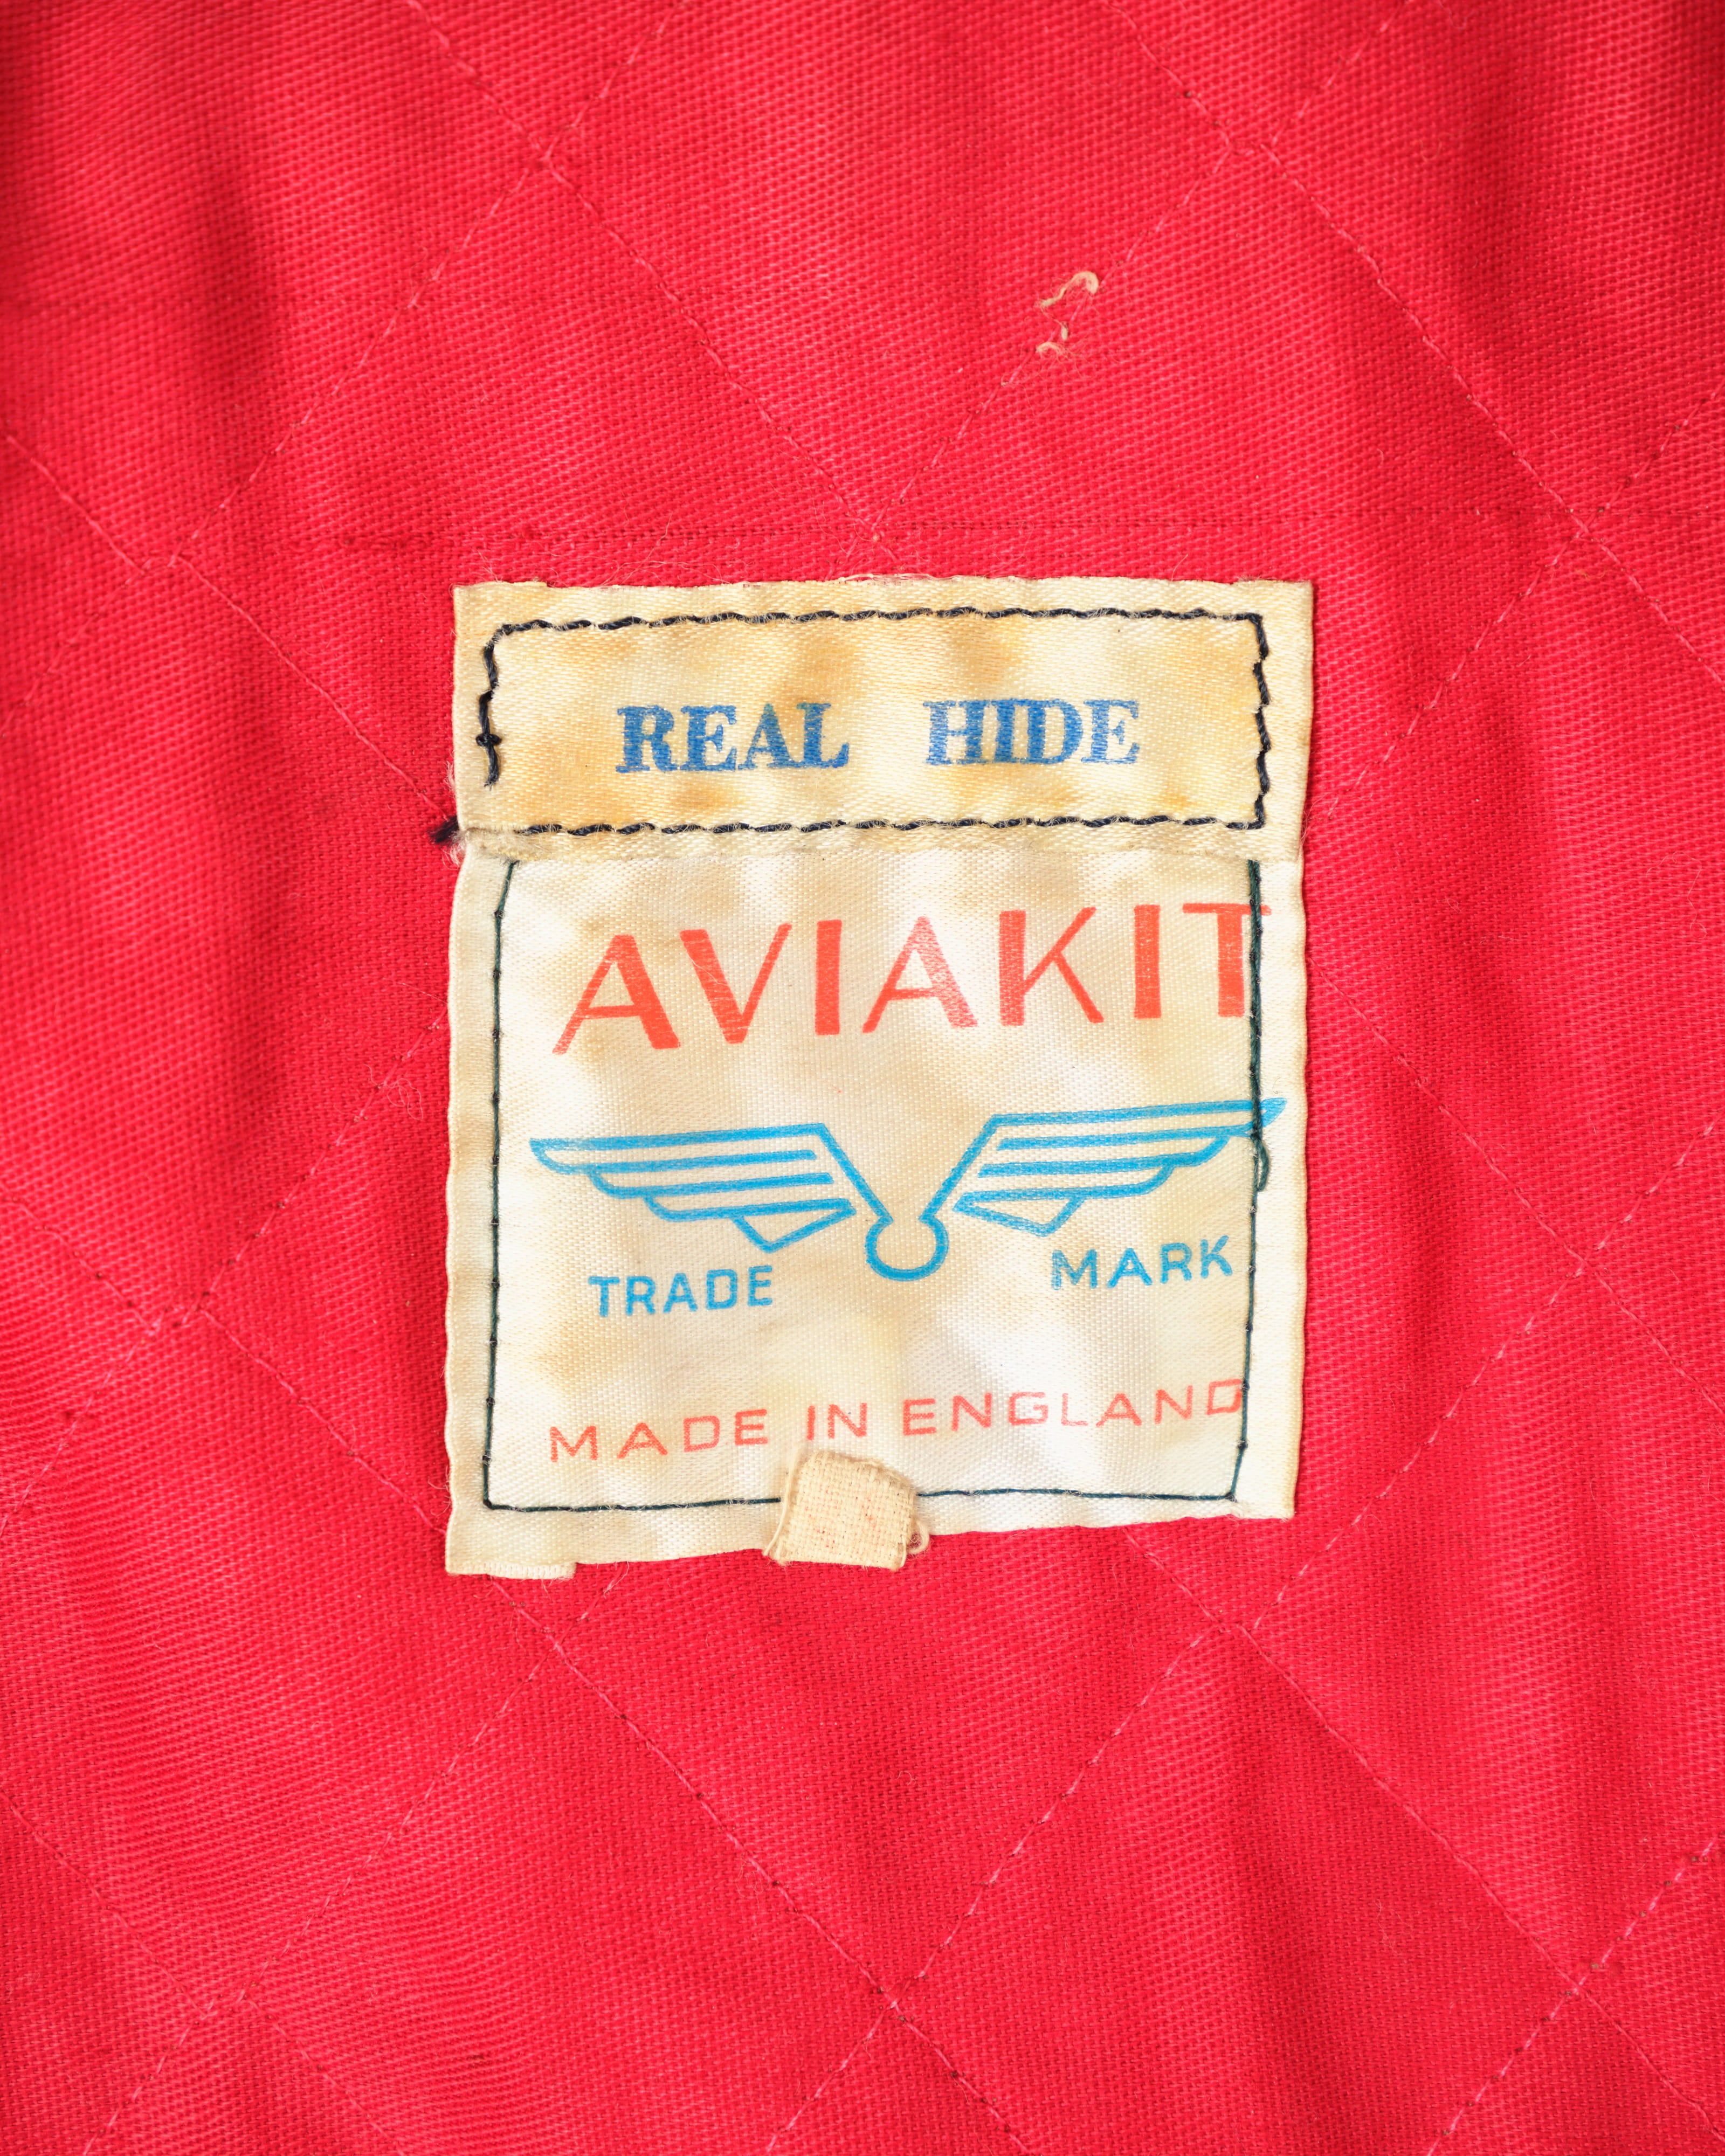 REAL HIDE
AVIAKIT
TRADE MARK
MADE IN ENGLAND